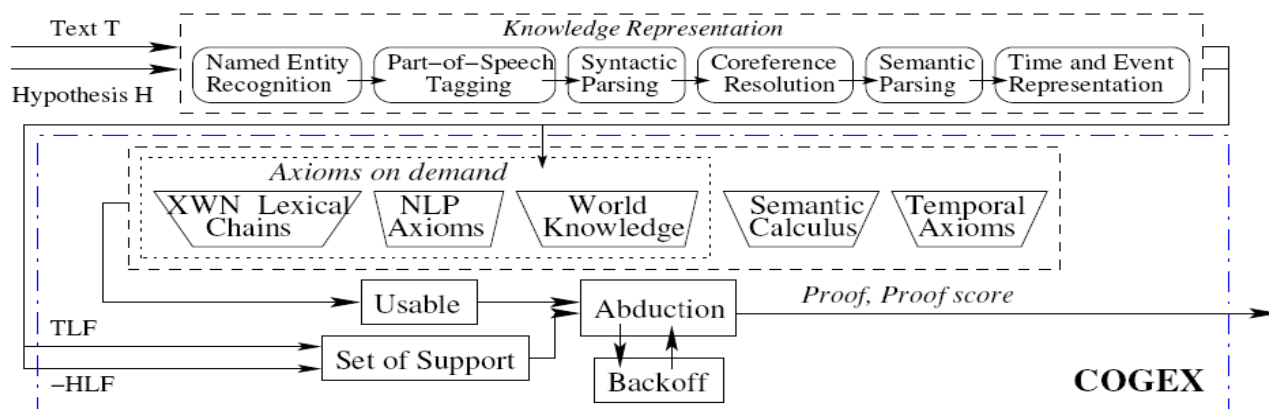 Text T
Hypothesis H
Knowledge Representation
Named Entity
Recognition
Part-of-Speech
Tagging
Syntactic
Parsing
Coreference
Resolution
Semantic
Parsing
Time and Event
Representation
Axioms on demand
XWN Lexical
Chains
NLP
Axioms
World
Knowledge
Semantic
Calculus
Temporal
Axioms
Usable
Abduction
Proof, Proof score
TLF
Set of Support
-HLF
Backoff
COGEX